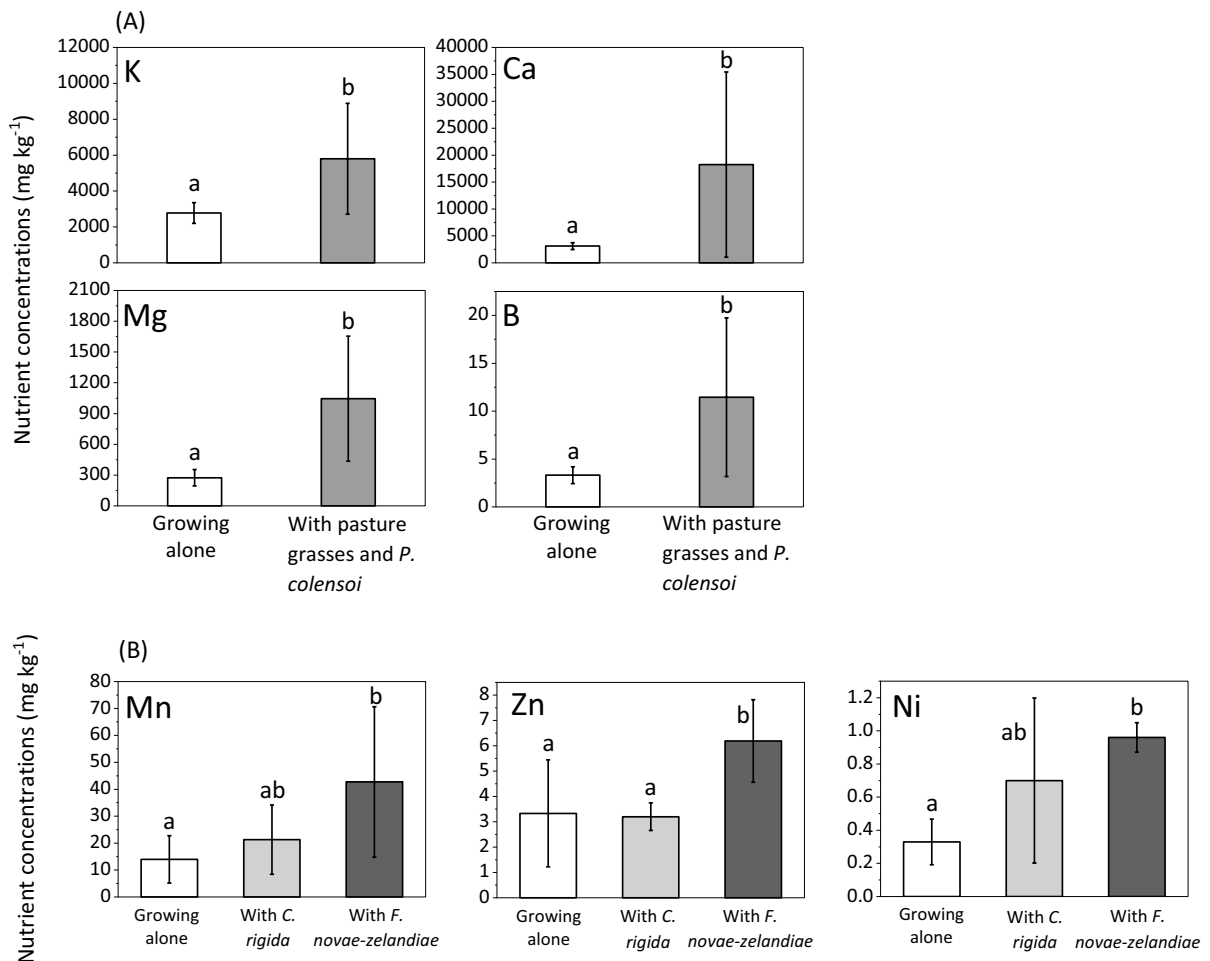 (A)
Nutrient concentrations (mg kg⁻¹)
K
12000
10000
8000
6000
4000
2000
0
a
b
Ca
40000
35000
30000
25000
20000
15000
10000
5000
0
a
b
Mg
2100
1800
1500
1200
900
600
300
0
a
b
Growing
alone
With pasture
grasses and P.
colensoi
B
20
15
10
5
0
a
b
Growing
alone
With pasture
grasses and P.
colensoi
(B)
Nutrient concentrations (mg kg⁻¹)
Mn
80
70
60
50
40
30
20
10
0
a
ab
b
Growing
alone
With C.
rigida
With F.
novae-zelandiae
Zn
8
7
6
5
4
3
2
1
0
a
a
b
Growing
alone
With C.
rigida
With F.
novae-zelandiae
Ni
1.2
1.0
0.8
0.6
0.4
0.2
0.0
a
ab
b
Growing
alone
With C.
rigida
With F.
novae-zelandiae